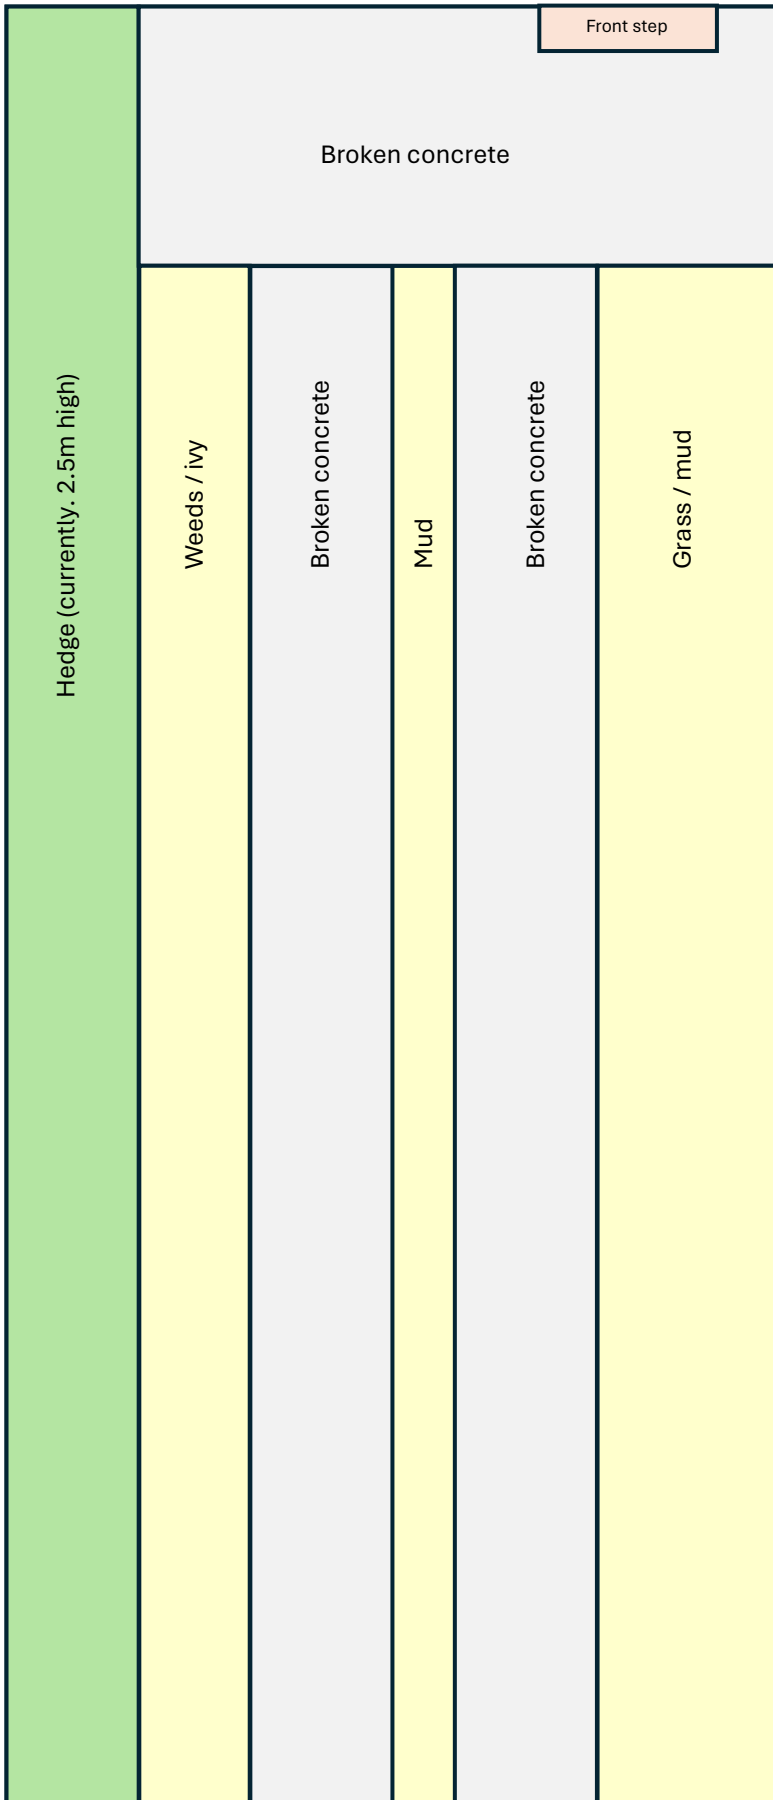 Front step
Broken concrete
Hedge (currently. 2.5m high)
Weeds / ivy
Broken concrete
Mud
Broken concrete
Grass / mud